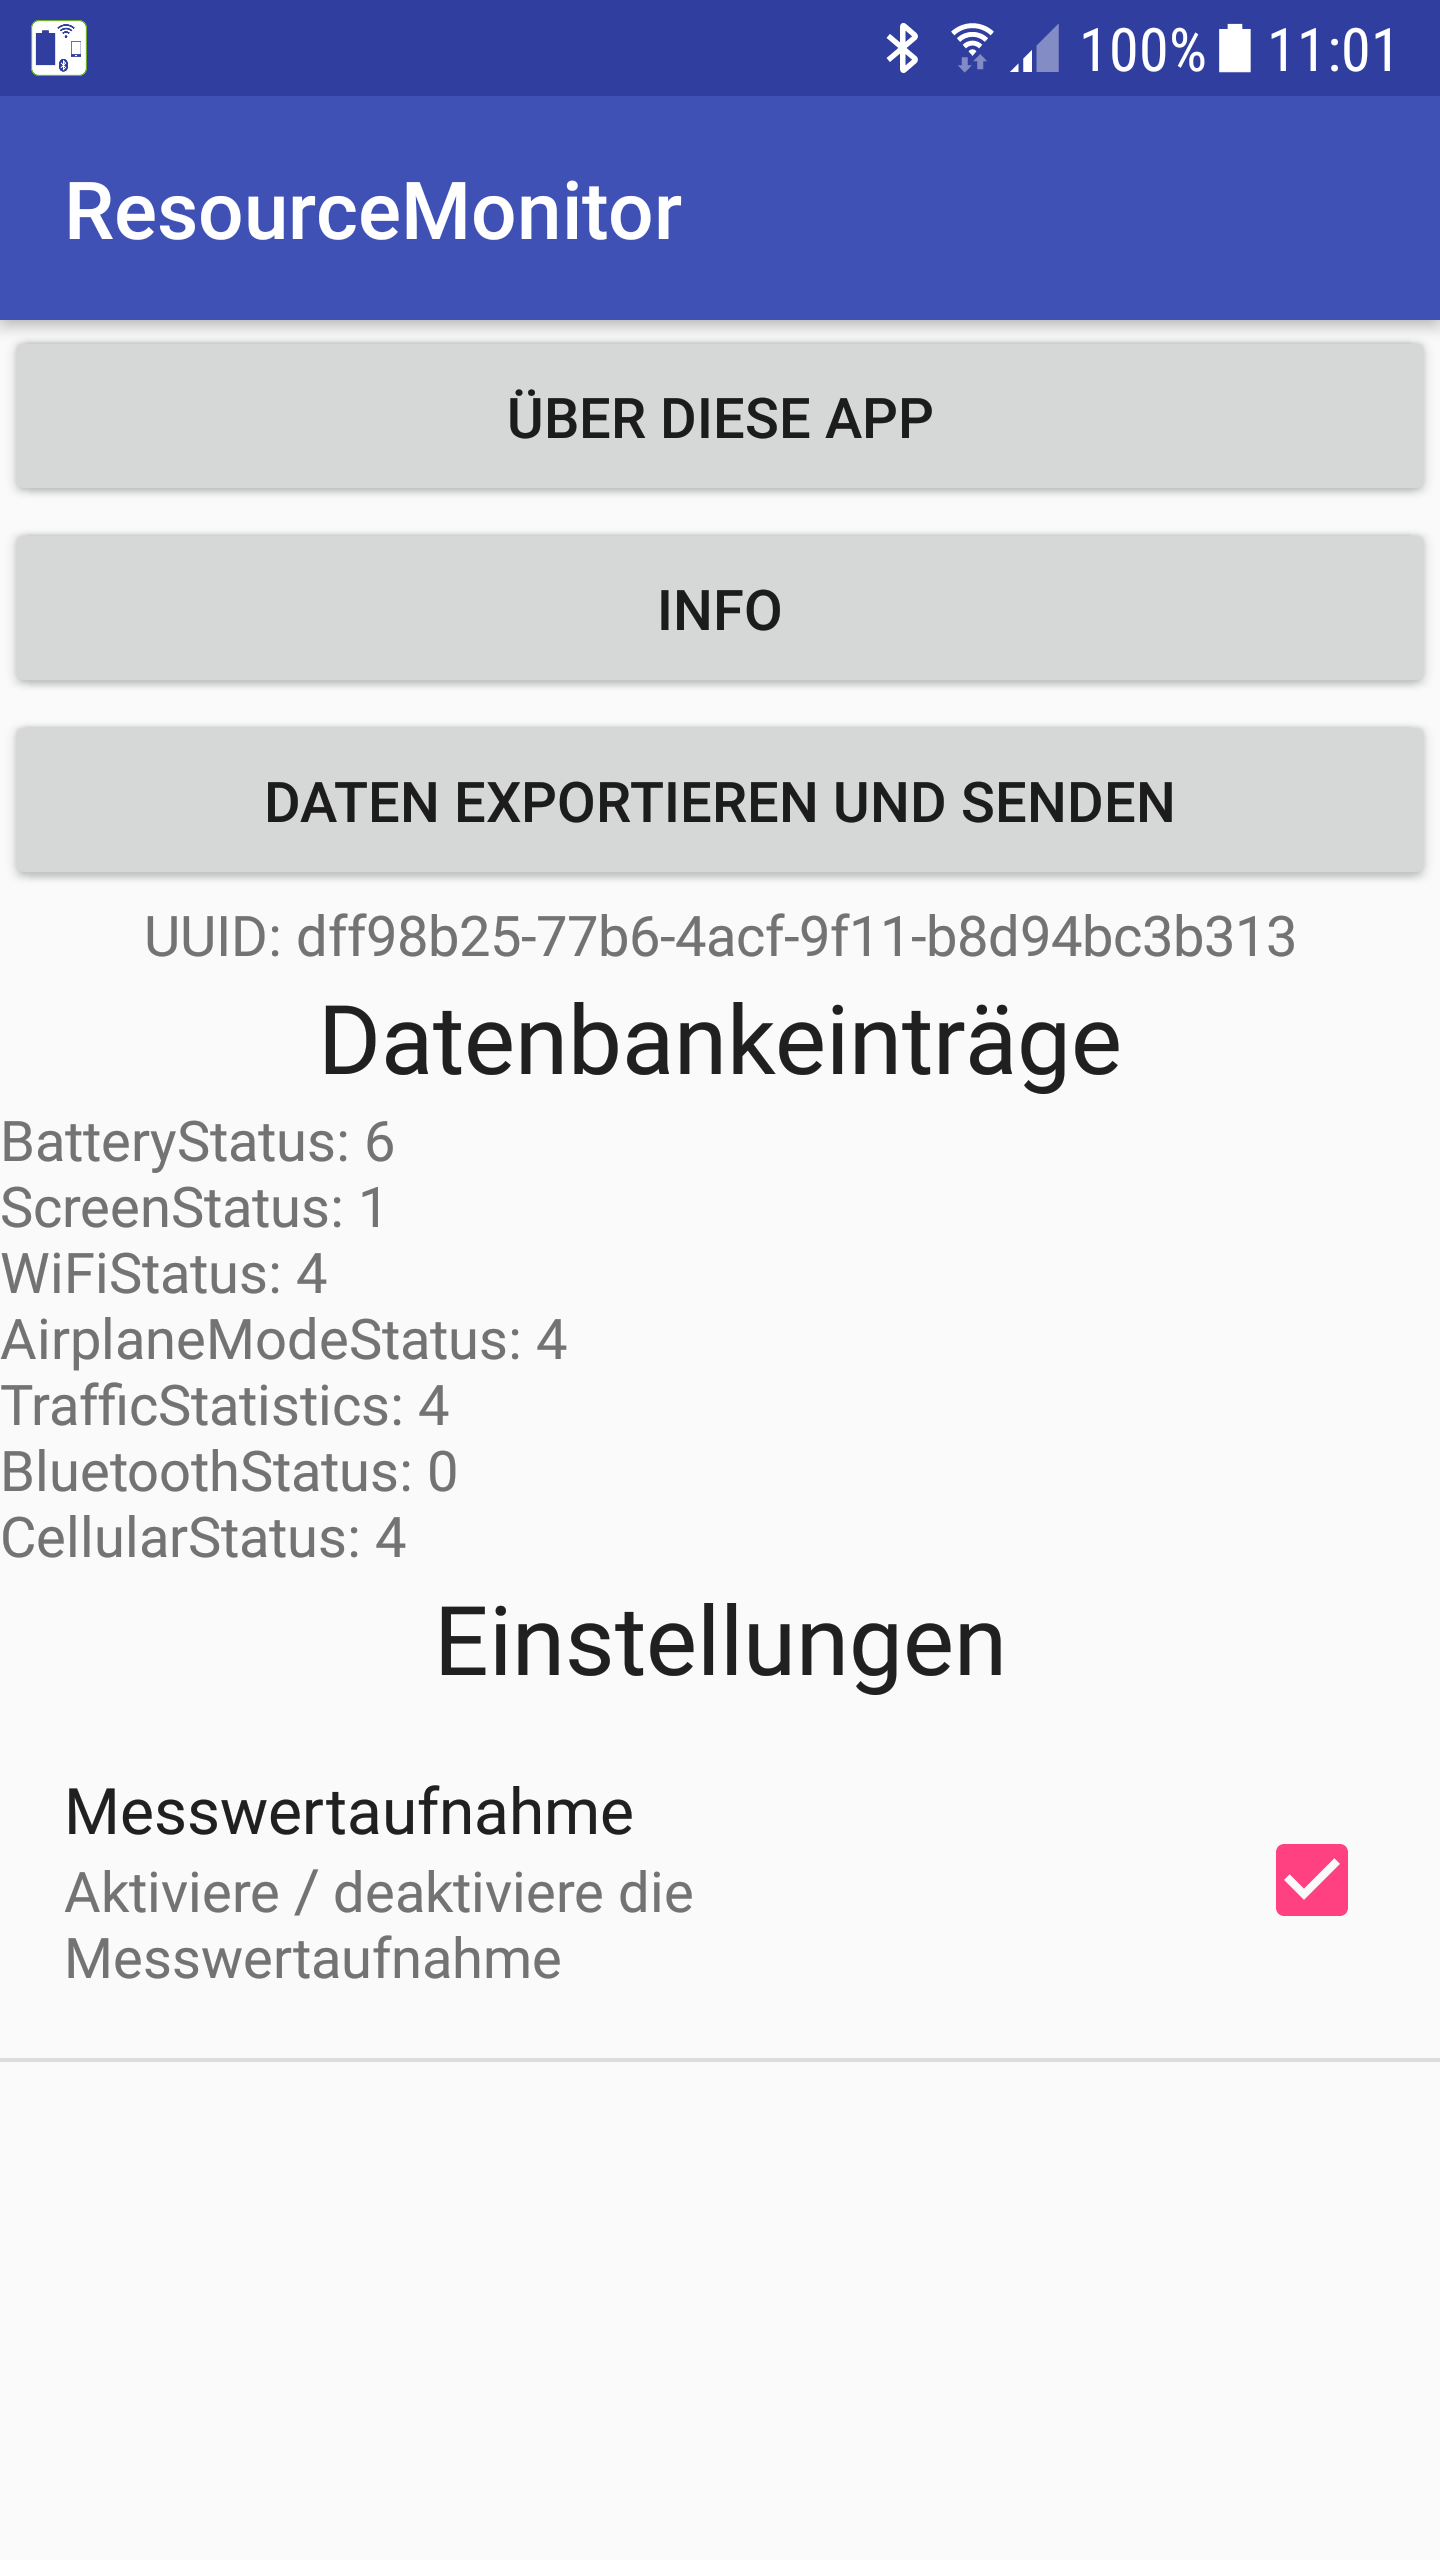 100% 11:01
ResourceMonitor
ÜBER DIESE APP
INFO
DATEN EXPORTIEREN UND SENDEN
UUID: dff98b25-77b6-4acf-9f11-b8d94bc3b313
Datenbankeinträge
BatteryStatus: 6
ScreenStatus: 1
WiFiStatus: 4
AirplaneModeStatus: 4
TrafficStatistics: 4
BluetoothStatus: 0
CellularStatus: 4
Einstellungen
Messwertaufnahme
Aktiviere / deaktiviere die
Messwertaufnahme